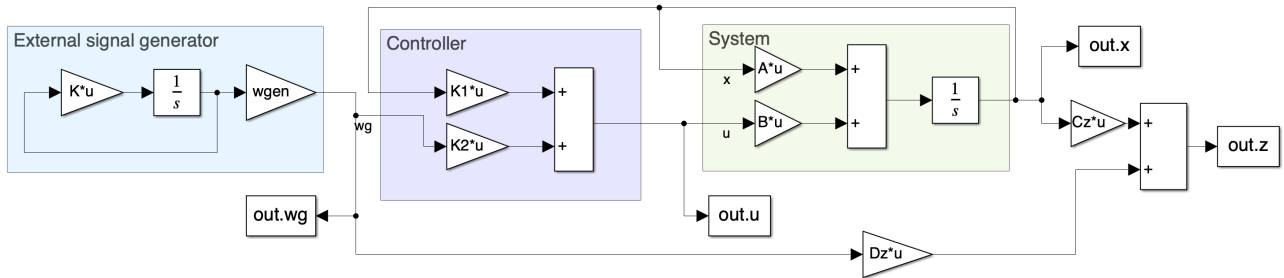 External signal generator
K*u
1
s
wgen
wg
Controller
K1*u
+
K2*u
+
System
x
A*u
+
u
B*u
+
1
s
out.x
Cz*u
+
+
out.z
out.wg
out.u
Dz*u